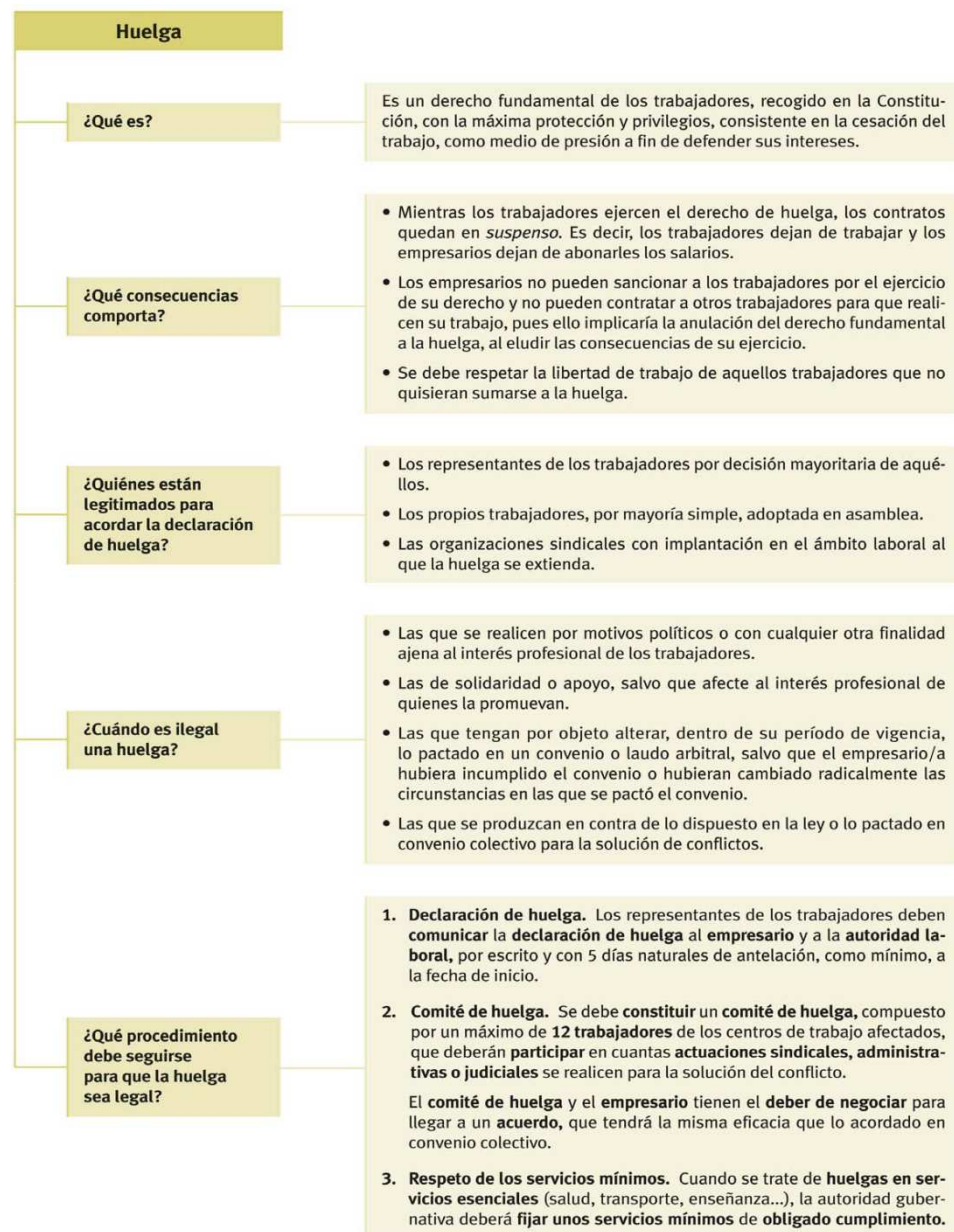 Huelga
¿Qué es?
Es un derecho fundamental de los trabajadores, recogido en la Constitu-
ción, con la máxima protección y privilegios, consistente en la cesación del
trabajo, como medio de presión a fin de defender sus intereses.
¿Qué consecuencias
comporta?
• Mientras los trabajadores ejercen el derecho de huelga, los contratos
quedan en suspenso. Es decir, los trabajadores dejan de trabajar y los
empresarios dejan de abonarles los salarios.
• Los empresarios no pueden sancionar a los trabajadores por el ejercicio
de su derecho y no pueden contratar a otros trabajadores para que reali-
cen su trabajo, pues ello implicaría la anulación del derecho fundamental
a la huelga, al eludir las consecuencias de su ejercicio.
• Se debe respetar la libertad de trabajo de aquellos trabajadores que no
quisieran sumarse a la huelga.
¿Quiénes están
legitimados para
acordar la declaración
de huelga?
• Los representantes de los trabajadores por decisión mayoritaria de aqué-
llos.
• Los propios trabajadores, por mayoría simple, adoptada en asamblea.
• Las organizaciones sindicales con implantación en el ámbito laboral al
que la huelga se extienda.
¿Cuándo es ilegal
una huelga?
• Las que se realicen por motivos políticos o con cualquier otra finalidad
ajena al interés profesional de los trabajadores.
• Las de solidaridad o apoyo, salvo que afecte al interés profesional de
quienes la promuevan.
• Las que tengan por objeto alterar, dentro de su período de vigencia,
lo pactado en un convenio o laudo arbitral, salvo que el empresario/a
hubiera incumplido el convenio o hubieran cambiado radicalmente las
circunstancias en las que se pactó el convenio.
• Las que se produzcan en contra de lo dispuesto en la ley o lo pactado en
convenio colectivo para la solución de conflictos.
¿Qué procedimiento
debe seguirse
para que la huelga
sea legal?
1. Declaración de huelga. Los representantes de los trabajadores deben
comunicar la declaración de huelga al empresario y a la autoridad la-
boral, por escrito y con 5 días naturales de antelación, como mínimo, a
la fecha de inicio.
2. Comité de huelga. Se debe constituir un comité de huelga, compuesto
por un máximo de 12 trabajadores de los centros de trabajo afectados,
que deberán participar en cuantas actuaciones sindicales, administra-
tivas o judiciales se realicen para la solución del conflicto.
El comité de huelga y el empresario tienen el deber de negociar para
llegar a un acuerdo, que tendrá la misma eficacia que lo acordado en
convenio colectivo.
3. Respeto de los servicios mínimos. Cuando se trate de huelgas en ser-
vicios esenciales (salud, transporte, enseñanza...), la autoridad guber-
nativa deberá fijar unos servicios mínimos de obligado cumplimiento.